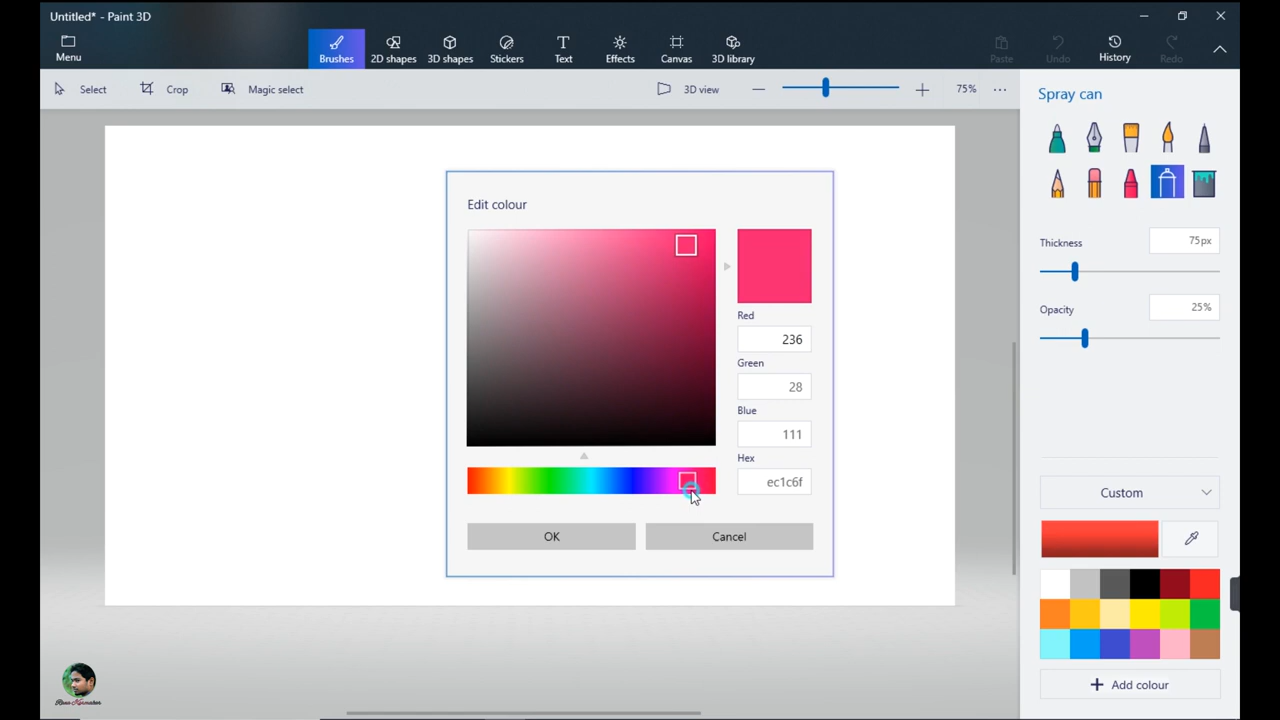 Untitled* - Paint 3D
Menu
Brushes
2D shapes
3D shapes
Stickers
Text
Effects
Canvas
3D library
Paste
Undo
History
Redo
Select
Crop
Magic select
3D view
75%
Spray can
Thickness
75px
Opacity
25%
Edit colour
Red
236
Green
28
Blue
111
Hex
ec1c6f
OK
Cancel
Custom
Add colour